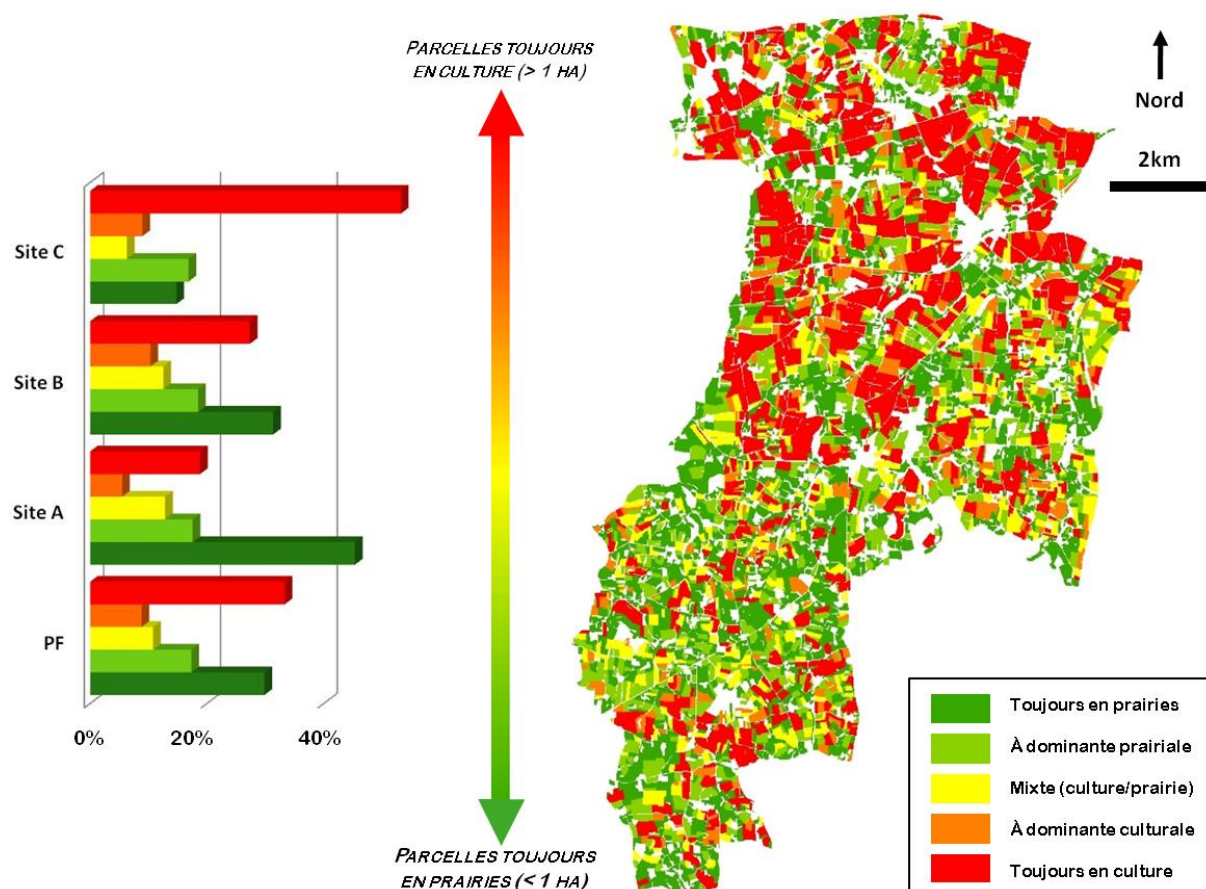 PARCELLES TOUJOURS
EN CULTURE (> 1 HA)
Nord
2km
Site C
Site B
Site A
PF
0%
20%
40%
PARCELLES TOUJOURS
EN PRAIRIES (< 1 HA)
Toujours en prairies
À dominante prairiale
Mixte (culture/prairie)
À dominante culturale
Toujours en culture